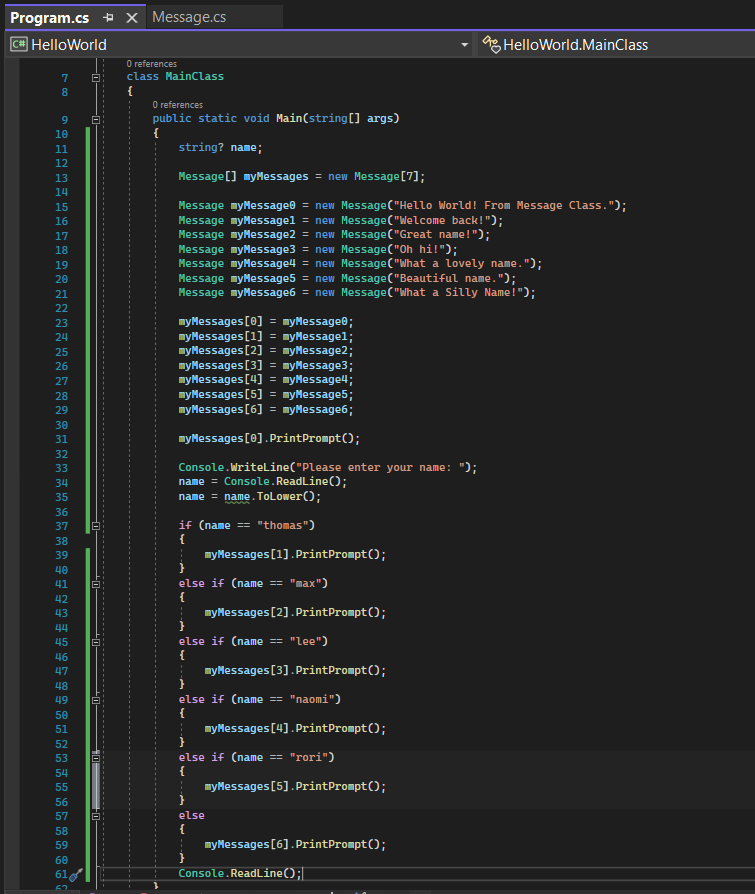 Program.cs Message.cs
HelloWorld HelloWorld.MainClass
0 references
7 class MainClass
8 {
0 references
9 public static void Main(string[] args)
10 {
11 string? name;
12
13 Message[] myMessages = new Message[7];
14
15 Message myMessage0 = new Message("Hello World! From Message Class.");
16 Message myMessage1 = new Message("Welcome back!");
17 Message myMessage2 = new Message("Great name!");
18 Message myMessage3 = new Message("Oh hi!");
19 Message myMessage4 = new Message("What a lovely name.");
20 Message myMessage5 = new Message("Beautiful name.");
21 Message myMessage6 = new Message("What a Silly Name!");
22
23 myMessages[0] = myMessage0;
24 myMessages[1] = myMessage1;
25 myMessages[2] = myMessage2;
26 myMessages[3] = myMessage3;
27 myMessages[4] = myMessage4;
28 myMessages[5] = myMessage5;
29 myMessages[6] = myMessage6;
30
31 myMessages[0].PrintPrompt();
32
33 Console.WriteLine("Please enter your name: ");
34 name = Console.ReadLine();
35 name = name.ToLower();
36
37 if (name == "thomas")
38 {
39 myMessages[1].PrintPrompt();
40 }
41 else if (name == "max")
42 {
43 myMessages[2].PrintPrompt();
44 }
45 else if (name == "lee")
46 {
47 myMessages[3].PrintPrompt();
48 }
49 else if (name == "naomi")
50 {
51 myMessages[4].PrintPrompt();
52 }
53 else if (name == "rori")
54 {
55 myMessages[5].PrintPrompt();
56 }
57 else
58 {
59 myMessages[6].PrintPrompt();
60 }
61 Console.ReadLine();
62 }